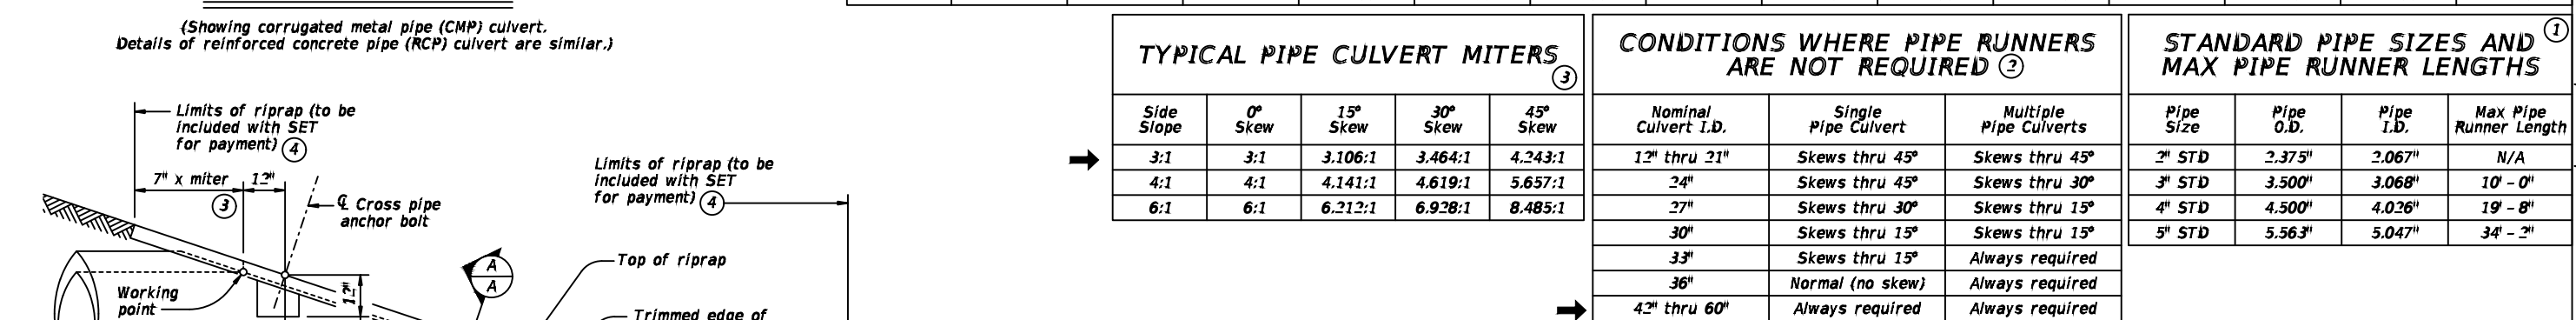 (Showing corrugated metal pipe (CMP) culvert.
Details of reinforced concrete pipe (RCP) culvert are similar.)
Limits of riprap (to be
included with SET
for payment) 4
7" x miter 12"
3
℄ Cross pipe
anchor bolt
Working
point
12"
Limits of riprap (to be
included with SET
for payment) 4
A
A
Top of riprap
Trimmed edge of
TYPICAL PIPE CULVERT MITERS
3
Side Slope 0° Skew 15° Skew 30° Skew 45° Skew
3:1 3:1 3.106:1 3.464:1 4.243:1
4:1 4:1 4.141:1 4.619:1 5.657:1
6:1 6:1 6.212:1 6.928:1 8.485:1
CONDITIONS WHERE PIPE RUNNERS
ARE NOT REQUIRED 2
Nominal Culvert I.D. Single Pipe Culvert Multiple Pipe Culverts
12" thru 21" Skews thru 45° Skews thru 45°
24" Skews thru 45° Skews thru 30°
27" Skews thru 30° Skews thru 15°
30" Skews thru 15° Skews thru 15°
33" Skews thru 15° Always required
36" Normal (no skew) Always required
42" thru 60" Always required Always required
STANDARD PIPE SIZES AND 1
MAX PIPE RUNNER LENGTHS
Pipe Size Pipe O.D. Pipe I.D. Max Pipe Runner Length
2" STD 2.375" 2.067" N/A
3" STD 3.500" 3.068" 10' - 0"
4" STD 4.500" 4.026" 19' - 8"
5" STD 5.563" 5.047" 34' - 2"